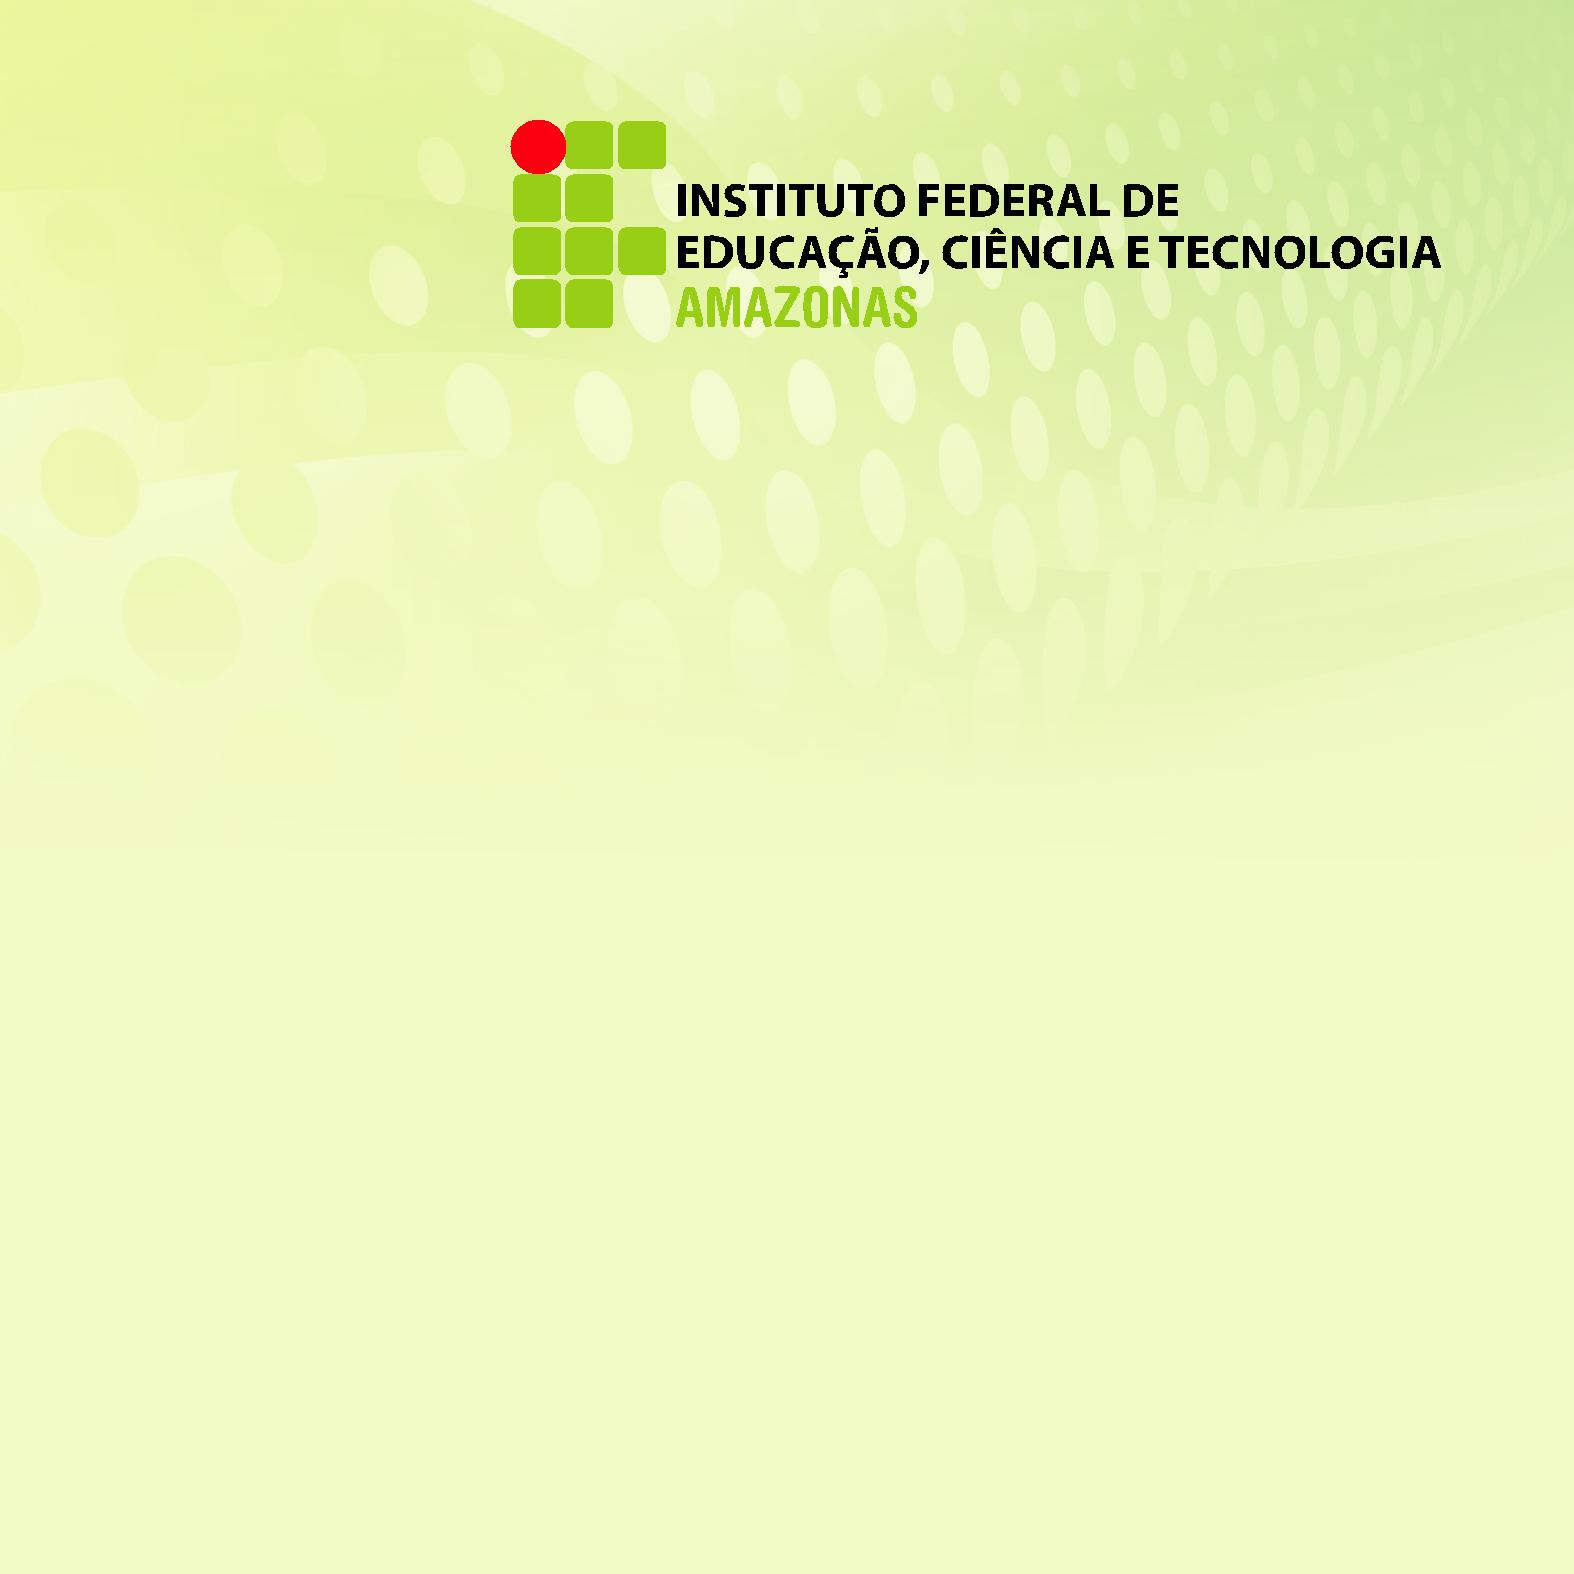 INSTITUTO FEDERAL DE
EDUCAÇÃO, CIÊNCIA E TECNOLOGIA
AMAZONAS